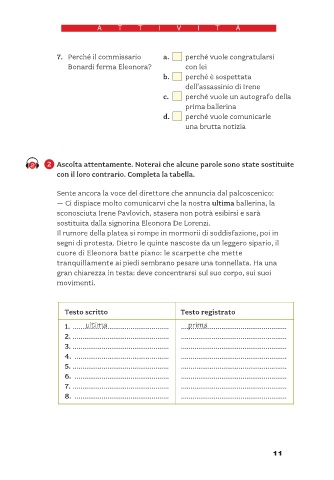 ATTIVITÀ
7. Perché il commissario
Bonardi ferma Eleonora?
a. perché vuole congratularsi
con lei
b. perché è sospettata
dell'assassinio di Irene
c. perché vuole un autografo della
prima ballerina
d. perché vuole comunicarle
una brutta notizia
2 2 Ascolta attentamente. Noterai che alcune parole sono state sostituite
con il loro contrario. Completa la tabella.
Sente ancora la voce del direttore che annuncia dal palcoscenico:
— Ci dispiace molto comunicarvi che la nostra ultima ballerina, la
sconosciuta Irene Pavlovich, stasera non potrà esibirsi e sarà
sostituita dalla signorina Eleonora De Lorenzi.
Il rumore della platea si rompe in mormorii di soddisfazione, poi in
segni di protesta. Dietro le quinte nascoste da un leggero sipario, il
cuore di Eleonora batte piano: le scarpette che mette
tranquillamente ai piedi sembrano pesare una tonnellata. Ha una
gran chiarezza in testa: deve concentrarsi sul suo corpo, sui suoi
movimenti.
Testo scritto Testo registrato
1. ultima prima
2.
3.
4.
5.
6.
7.
8.
11